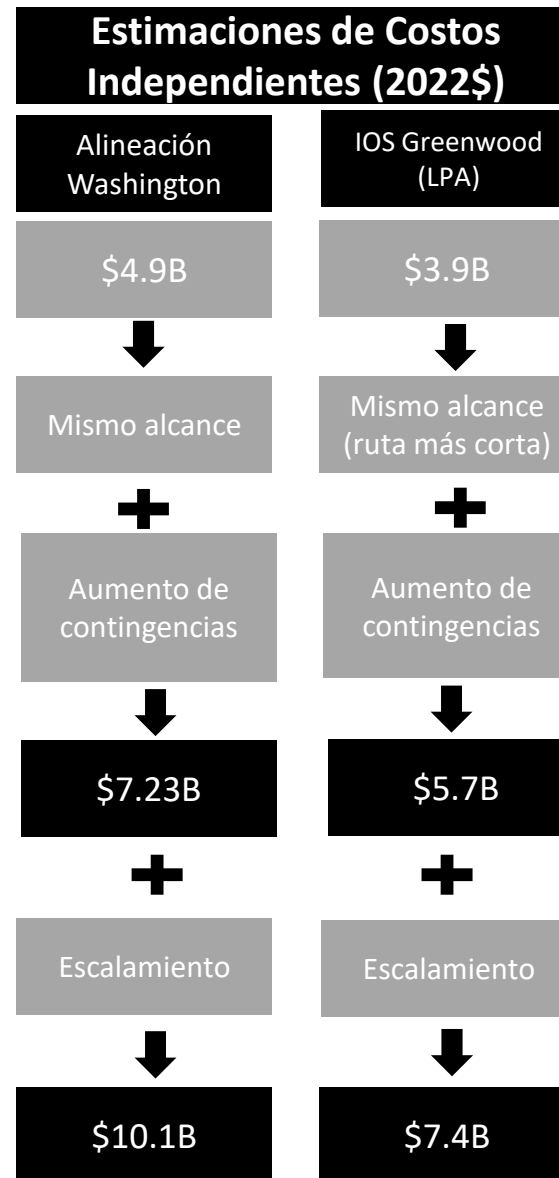 Estimaciones de Costos
Independientes (2022$)
Alineación
Washington
$4.9B
Mismo alcance
Aumento de
contingencias
$7.23B
Escalamiento
$10.1B
IOS Greenwood
(LPA)
$3.9B
Mismo alcance
(ruta más corta)
Aumento de
contingencias
$5.7B
Escalamiento
$7.4B